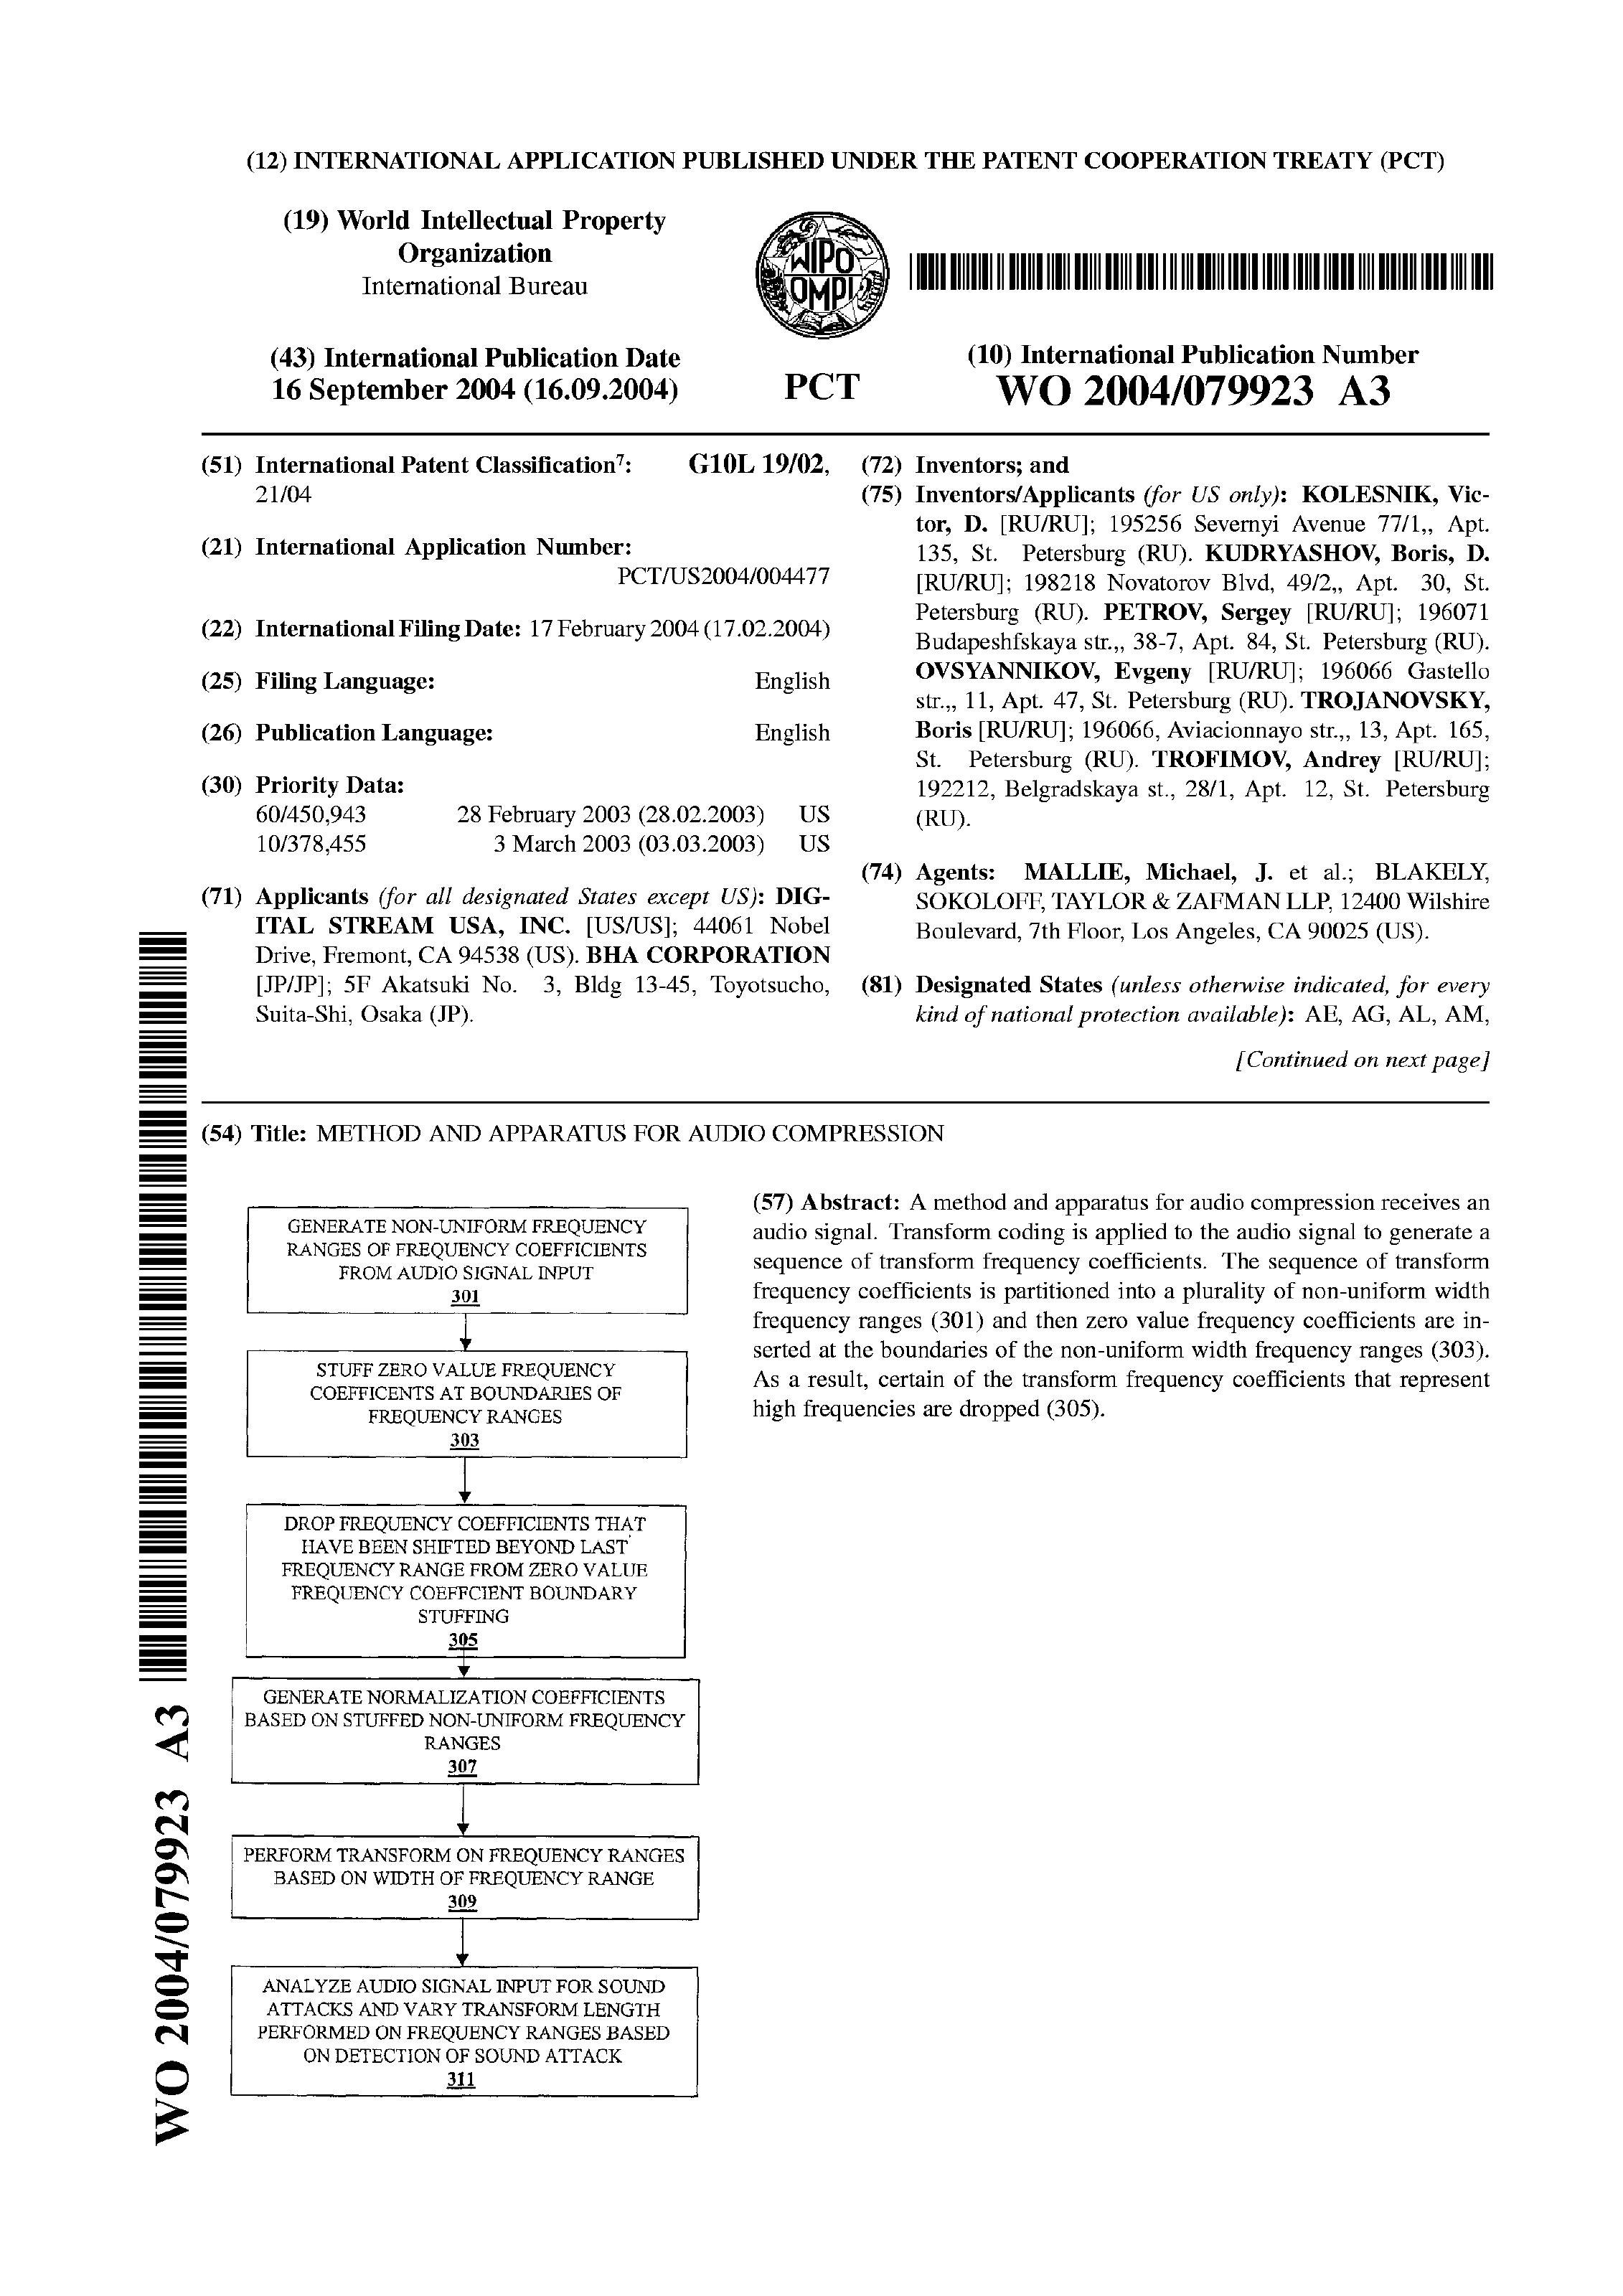 (12) INTERNATIONAL APPLICATION PUBLISHED UNDER THE PATENT COOPERATION TREATY (PCT)
(19) World Intellectual Property
Organization
International Bureau
WIPO
OMPI
(43) International Publication Date
16 September 2004 (16.09.2004)
PCT
(10) International Publication Number
WO 2004/079923 A3
(51) International Patent Classification7: G10L 19/02,
21/04
(21) International Application Number:
PCT/US2004/004477
(22) International Filing Date: 17 February 2004 (17.02.2004)
(25) Filing Language: English
(26) Publication Language: English
(30) Priority Data:
60/450,943 28 February 2003 (28.02.2003) US
10/378,455 3 March 2003 (03.03.2003) US
(71) Applicants (for all designated States except US): DIG-
ITAL STREAM USA, INC. [US/US]; 44061 Nobel
Drive, Fremont, CA 94538 (US). BHA CORPORATION
[JP/JP]; 5F Akatsuki No. 3, Bldg 13-45, Toyotsucho,
Suita-Shi, Osaka (JP).
(72) Inventors; and
(75) Inventors/Applicants (for US only): KOLESNIK, Vic-
tor, D. [RU/RU]; 195256 Severnyi Avenue 77/1,, Apt.
135, St. Petersburg (RU). KUDRYASHOV, Boris, D.
[RU/RU]; 198218 Novatorov Blvd, 49/2,, Apt. 30, St.
Petersburg (RU). PETROV, Sergey [RU/RU]; 196071
Budapeshfskaya str.,, 38-7, Apt. 84, St. Petersburg (RU).
OVSYANNIKOV, Evgeny [RU/RU]; 196066 Gastello
str.,, 11, Apt. 47, St. Petersburg (RU). TROJANOVSKY,
Boris [RU/RU]; 196066, Aviacionnayo str.,, 13, Apt. 165,
St. Petersburg (RU). TROFIMOV, Andrey [RU/RU];
192212, Belgradskaya st., 28/1, Apt. 12, St. Petersburg
(RU).
(74) Agents: MALLIE, Michael, J. et al.; BLAKELY,
SOKOLOFF, TAYLOR & ZAFMAN LLP, 12400 Wilshire
Boulevard, 7th Floor, Los Angeles, CA 90025 (US).
(81) Designated States (unless otherwise indicated, for every
kind of national protection available): AE, AG, AL, AM,
[Continued on next page]
(54) Title: METHOD AND APPARATUS FOR AUDIO COMPRESSION
GENERATE NON-UNIFORM FREQUENCY
RANGES OF FREQUENCY COEFFICIENTS
FROM AUDIO SIGNAL INPUT
301
STUFF ZERO VALUE FREQUENCY
COEFFICENTS AT BOUNDARIES OF
FREQUENCY RANGES
303
DROP FREQUENCY COEFFICIENTS THAT
HAVE BEEN SHIFTED BEYOND LAST
FREQUENCY RANGE FROM ZERO VALUE
FREQUENCY COEFFCIENT BOUNDARY
STUFFING
305
GENERATE NORMALIZATION COEFFICIENTS
BASED ON STUFFED NON-UNIFORM FREQUENCY
RANGES
307
PERFORM TRANSFORM ON FREQUENCY RANGES
BASED ON WIDTH OF FREQUENCY RANGE
309
ANALYZE AUDIO SIGNAL INPUT FOR SOUND
ATTACKS AND VARY TRANSFORM LENGTH
PERFORMED ON FREQUENCY RANGES BASED
ON DETECTION OF SOUND ATTACK
311
(57) Abstract: A method and apparatus for audio compression receives an
audio signal. Transform coding is applied to the audio signal to generate a
sequence of transform frequency coefficients. The sequence of transform
frequency coefficients is partitioned into a plurality of non-uniform width
frequency ranges (301) and then zero value frequency coefficients are in-
serted at the boundaries of the non-uniform width frequency ranges (303).
As a result, certain of the transform frequency coefficients that represent
high frequencies are dropped (305).
WO 2004/079923 A3